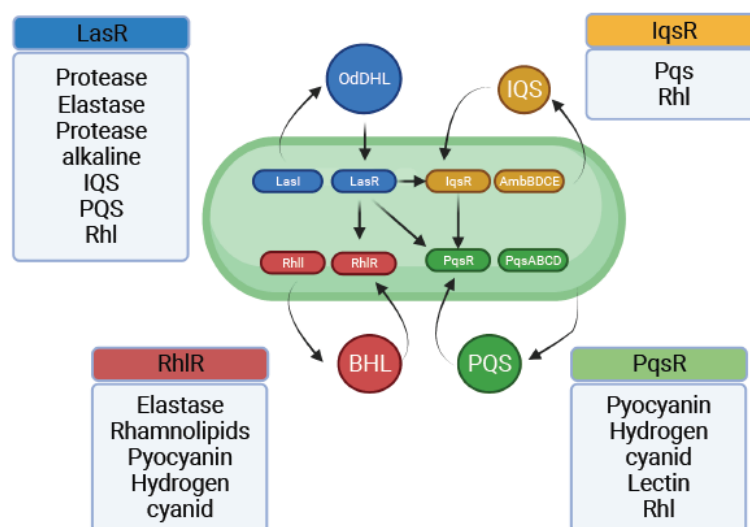 LasR
Protease
Elastase
Protease
alkaline
IQS
PQS
Rhl
OdDHL
IQS
IqsR
Pqs
Rhl
LasI
LasR
IqsR
AmbBDCE
RhlI
RhlR
PqsR
PqsABCD
BHL
PQS
RhlR
Elastase
Rhamnolipids
Pyocyanin
Hydrogen
cyanid
PqsR
Pyocyanin
Hydrogen
cyanid
Lectin
Rhl